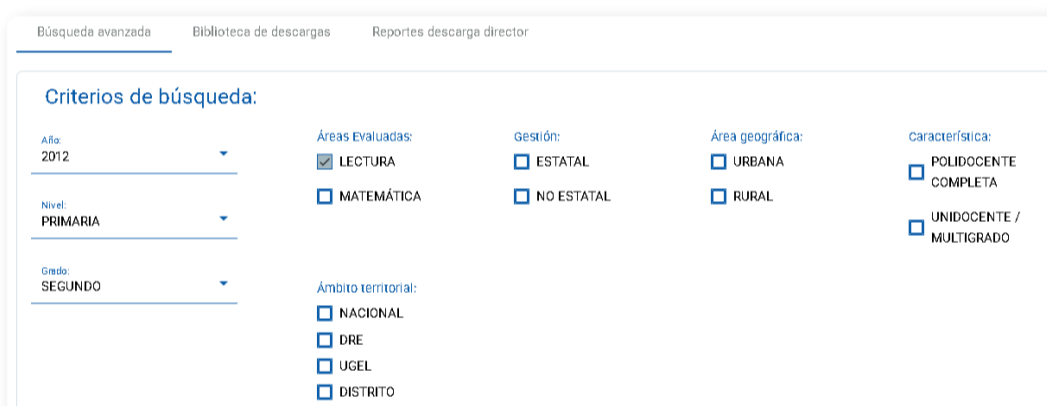 Búsqueda avanzada Biblioteca de descargas Reportes descarga director
Criterios de búsqueda:
Año:
2012
Nivel:
PRIMARIA
Grado:
SEGUNDO
Áreas Evaluadas:
LECTURA
MATEMÁTICA
Gestión:
ESTATAL
NO ESTATAL
Área geográfica:
URBANA
RURAL
Característica:
POLIDOCENTE
COMPLETA
UNIDOCENTE /
MULTIGRADO
Ámbito territorial:
NACIONAL
DRE
UGEL
DISTRITO